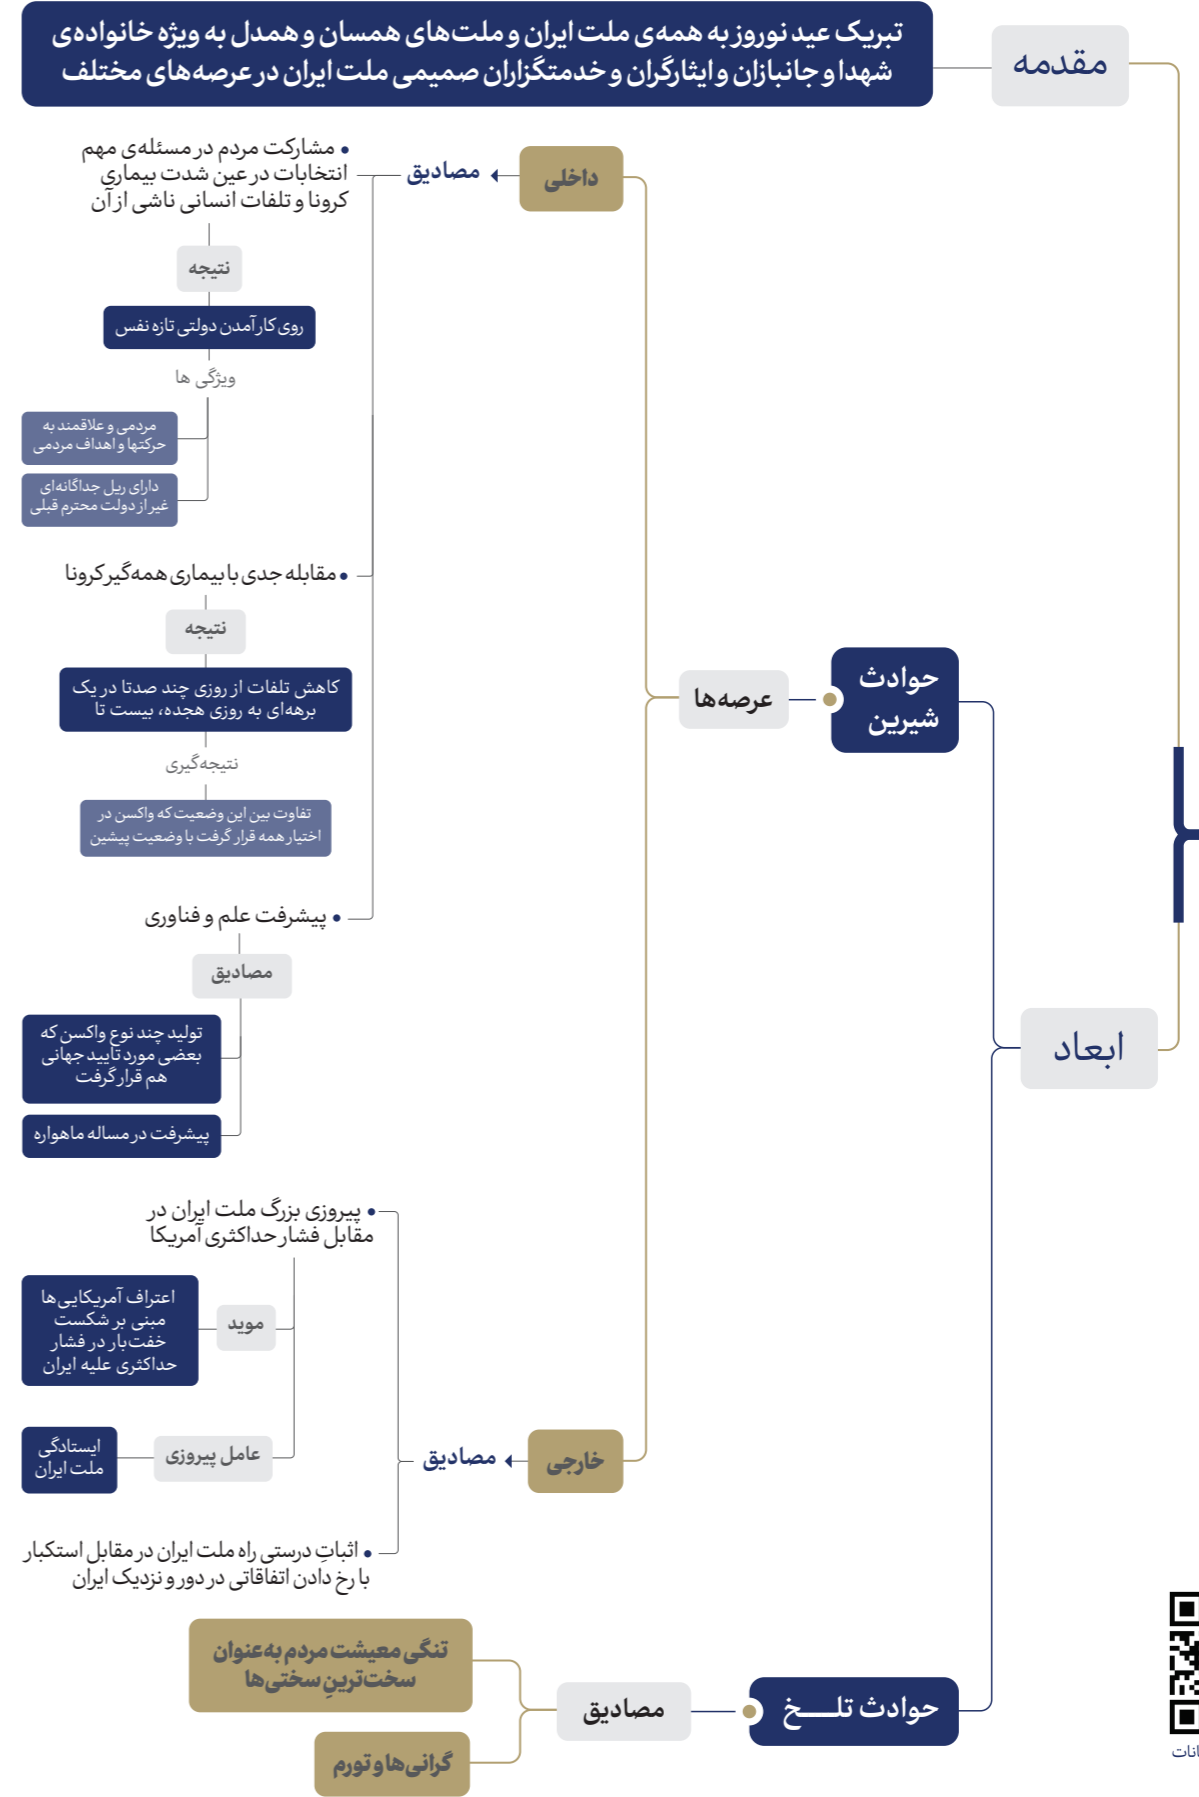 مقدمه
تبریک عید نوروز به همه‌ی ملت ایران و ملت‌های همسان و همدل به ویژه خانواده‌ی
شهدا و جانبازان و ایثارگران و خدمتگزاران صمیمی ملت ایران در عرصه‌های مختلف
ابعاد
حوادث
شیرین
عرصه‌ها
داخلی
مصادیق
• مشارکت مردم در مسئله‌ی مهم
انتخابات در عین شدت بیماری
کرونا و تلفات انسانی ناشی از آن
نتیجه
روی کار آمدن دولتی تازه نفس
ویژگی ها
مردمی و علاقمند به
حرکتها و اهداف مردمی
دارای ریل جداگانه‌ای
غیر از دولت محترم قبلی
• مقابله جدی با بیماری همه‌گیر کرونا
نتیجه
کاهش تلفات از روزی چند صدتا در یک
برهه‌ای به روزی هجده، بیست تا
نتیجه‌گیری
تفاوت بین این وضعیت که واکسن در
اختیار همه قرار گرفت با وضعیت پیشین
• پیشرفت علم و فناوری
مصادیق
تولید چند نوع واکسن که
بعضی مورد تایید جهانی
هم قرار گرفت
پیشرفت در مساله ماهواره
خارجی
مصادیق
• پیروزی بزرگ ملت ایران در
مقابل فشار حداکثری آمریکا
موید
اعتراف آمریکایی‌ها
مبنی بر شکست
خفت‌بار در فشار
حداکثری علیه ایران
عامل پیروزی
ایستادگی
ملت ایران
• اثباتِ درستی راه ملت ایران در مقابل استکبار
با رخ دادن اتفاقاتی در دور و نزدیک ایران
حوادث تلــــخ
مصادیق
تنگی معیشت مردم به‌عنوان
سخت‌ترینِ سختی‌ها
گرانی‌ها و تورم